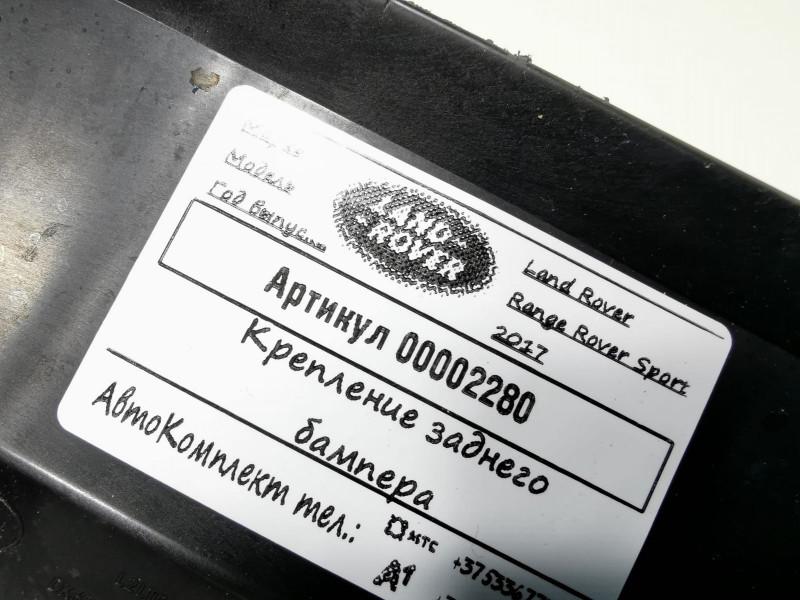 Марка
Модель
Год выпуска
LAND
ROVER
Land Rover
Range Rover Sport
2017
Артикул 00002280
Крепление заднего
бампера
АвтоКомплект тел.:
МТС
A1